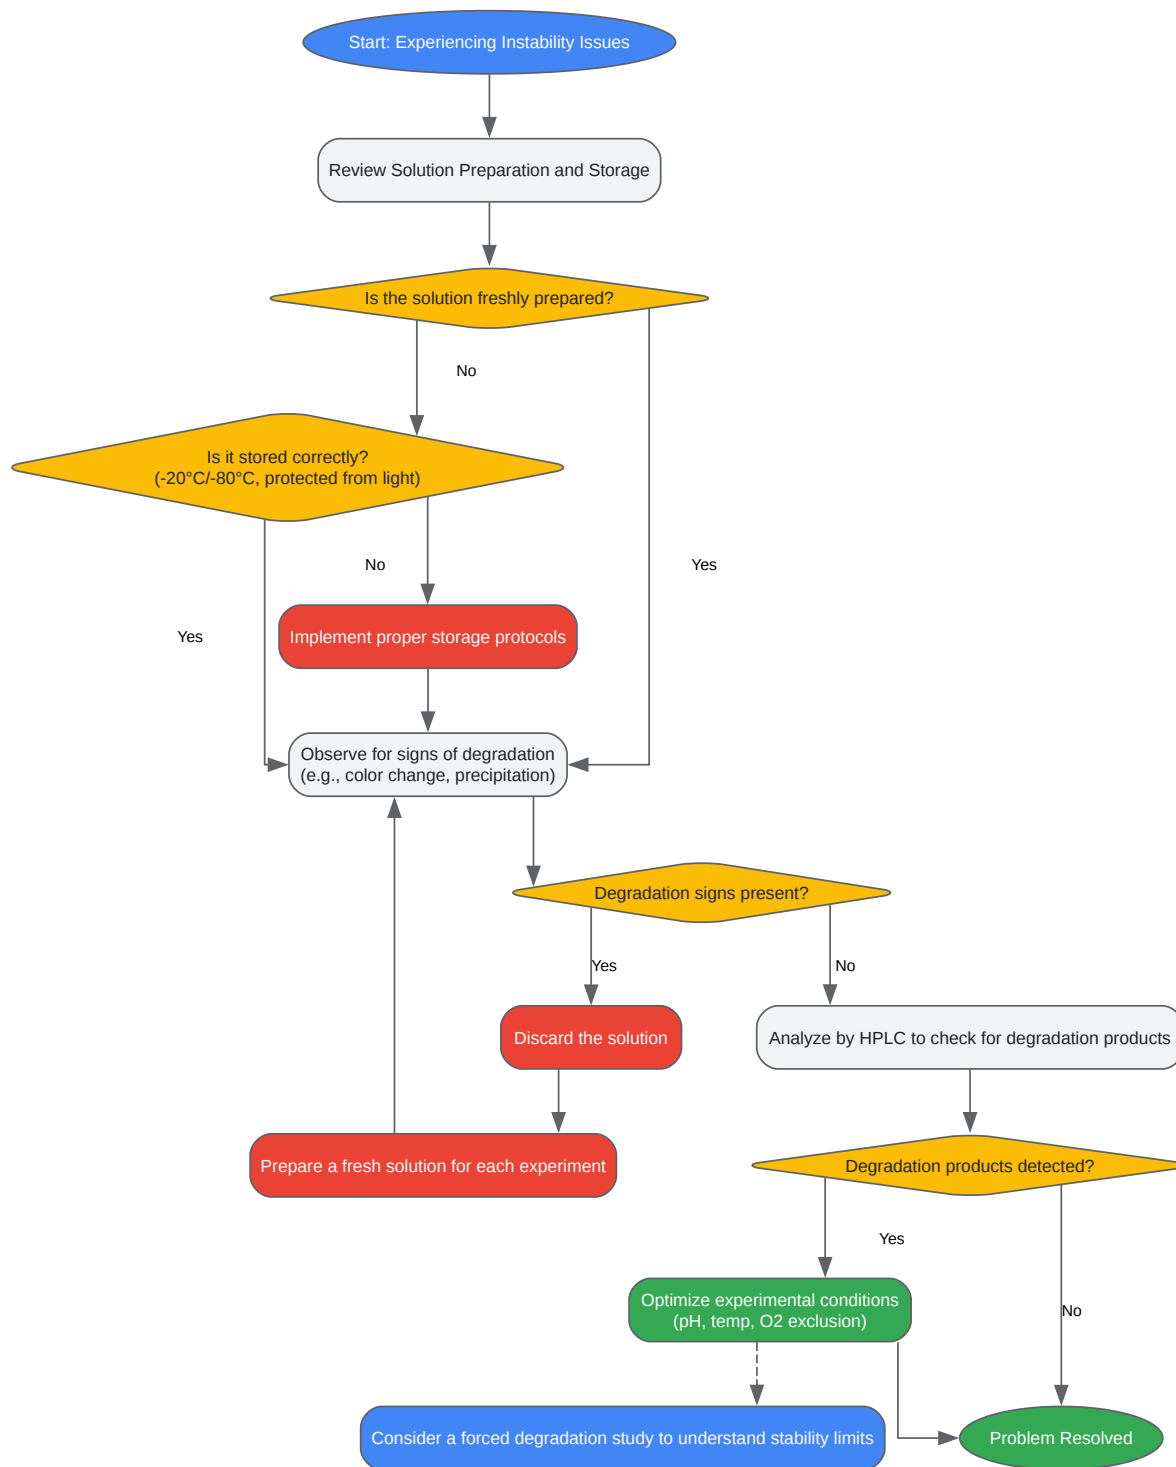 Start: Experiencing Instability Issues
Review Solution Preparation and Storage
Is the solution freshly prepared?
No
Is it stored correctly?
(-20°C/-80°C, protected from light)
No
Yes
Yes
Implement proper storage protocols
Observe for signs of degradation
(e.g., color change, precipitation)
Degradation signs present?
Yes
No
Discard the solution
Analyze by HPLC to check for degradation products
Prepare a fresh solution for each experiment
Degradation products detected?
Yes
Optimize experimental conditions
(pH, temp, O2 exclusion)
No
Consider a forced degradation study to understand stability limits
Problem Resolved